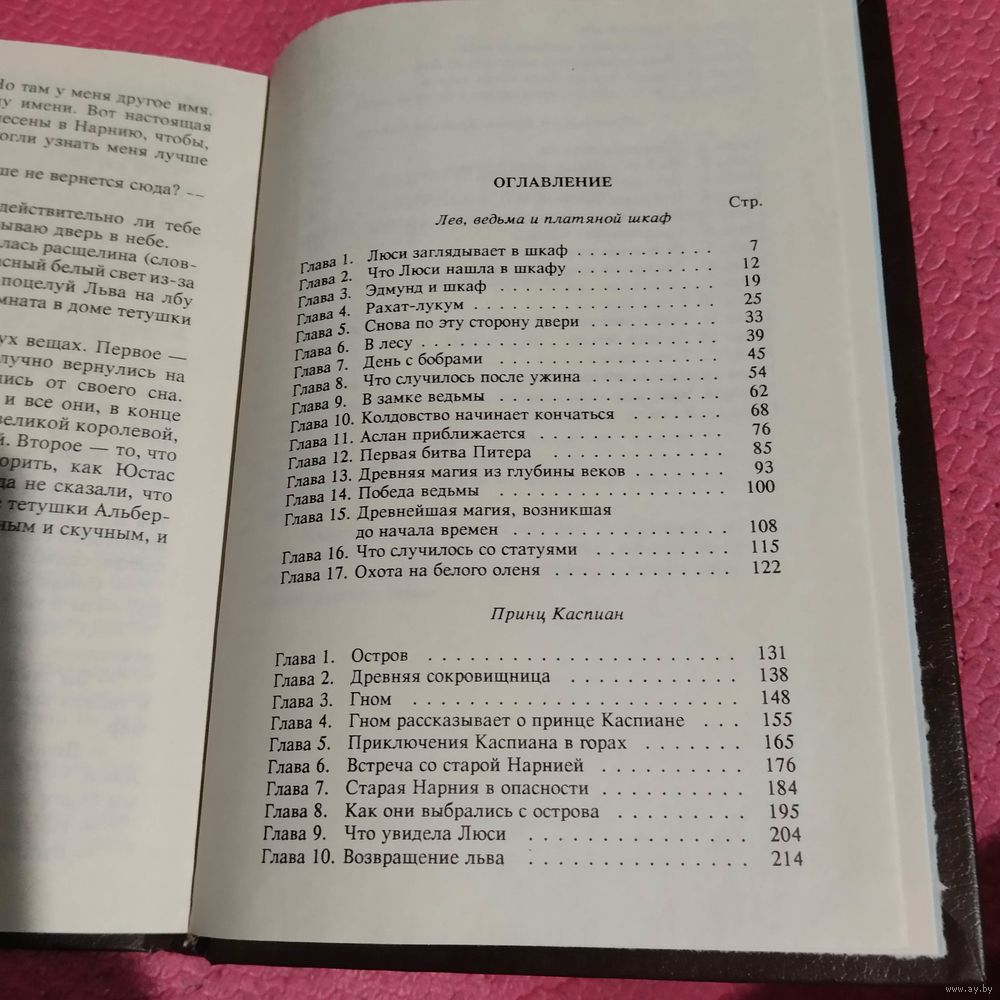 Но там у меня другое имя.
у имени. Вот настоящая
несены в Нарнию, чтобы,
огли узнать меня лучше
ше не вернется сюда? —
действительно ли тебе
ываю дверь в небе.
лась расщелина (слов-
асный белый свет из-за
поцелуй Льва на лбу
мната в доме тетушки
ух вещах. Первое —
лучно вернулись на
лись от своего сна.
и все они, в конце
великой королевой,
й. Второе — то, что
орить, как Юстас
да не сказали, что
е тетушки Альбер-
ным и скучным, и
ОГЛАВЛЕНИЕ
Стр.
Лев, ведьма и платяной шкаф
Глава 1. Люси заглядывает в шкаф . . . . . . . . . . 7
Глава 2. Что Люси нашла в шкафу . . . . . . . . . . 12
Глава 3. Эдмунд и шкаф . . . . . . . . . . . . . . 19
Глава 4. Рахат-лукум . . . . . . . . . . . . . . . 25
Глава 5. Снова по эту сторону двери . . . . . . . . 33
Глава 6. В лесу . . . . . . . . . . . . . . . . . . 39
Глава 7. День с бобрами . . . . . . . . . . . . . . 45
Глава 8. Что случилось после ужина . . . . . . . . 54
Глава 9. В замке ведьмы . . . . . . . . . . . . . . 62
Глава 10. Колдовство начинает кончаться . . . . . . 68
Глава 11. Аслан приближается . . . . . . . . . . . 76
Глава 12. Первая битва Питера . . . . . . . . . . . 85
Глава 13. Древняя магия из глубины веков . . . . . . 93
Глава 14. Победа ведьмы . . . . . . . . . . . . . . 100
Глава 15. Древнейшая магия, возникшая
до начала времен . . . . . . . . . . . . . 108
Глава 16. Что случилось со статуями . . . . . . . . 115
Глава 17. Охота на белого оленя . . . . . . . . . . 122
Принц Каспиан
Глава 1. Остров . . . . . . . . . . . . . . . . . 131
Глава 2. Древняя сокровищница . . . . . . . . . . 138
Глава 3. Гном . . . . . . . . . . . . . . . . . . 148
Глава 4. Гном рассказывает о принце Каспиане . . . 155
Глава 5. Приключения Каспиана в горах . . . . . . . 165
Глава 6. Встреча со старой Нарнией . . . . . . . . 176
Глава 7. Старая Нарния в опасности . . . . . . . . 184
Глава 8. Как они выбрались с острова . . . . . . . 195
Глава 9. Что увидела Люси . . . . . . . . . . . . 204
Глава 10. Возвращение льва . . . . . . . . . . . . 214
www.ay.by